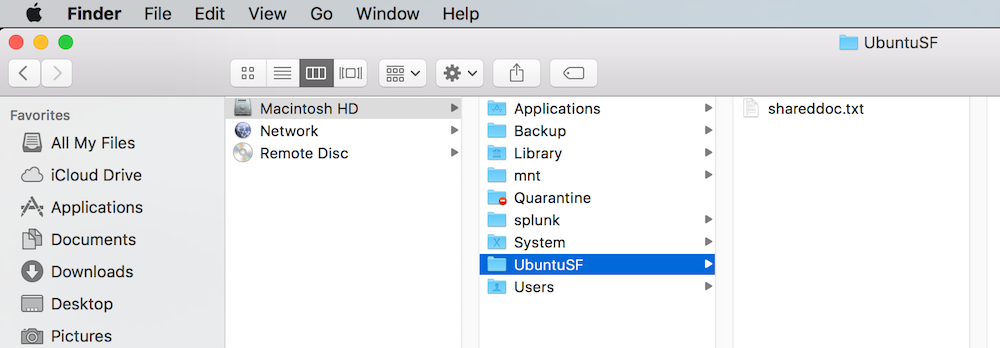 Finder File Edit View Go Window Help
UbuntuSF
Favorites
All My Files
iCloud Drive
Applications
Documents
Downloads
Desktop
Pictures
Macintosh HD
Network
Remote Disc
Applications
Backup
Library
mnt
Quarantine
splunk
System
UbuntuSF
Users
shareddoc.txt